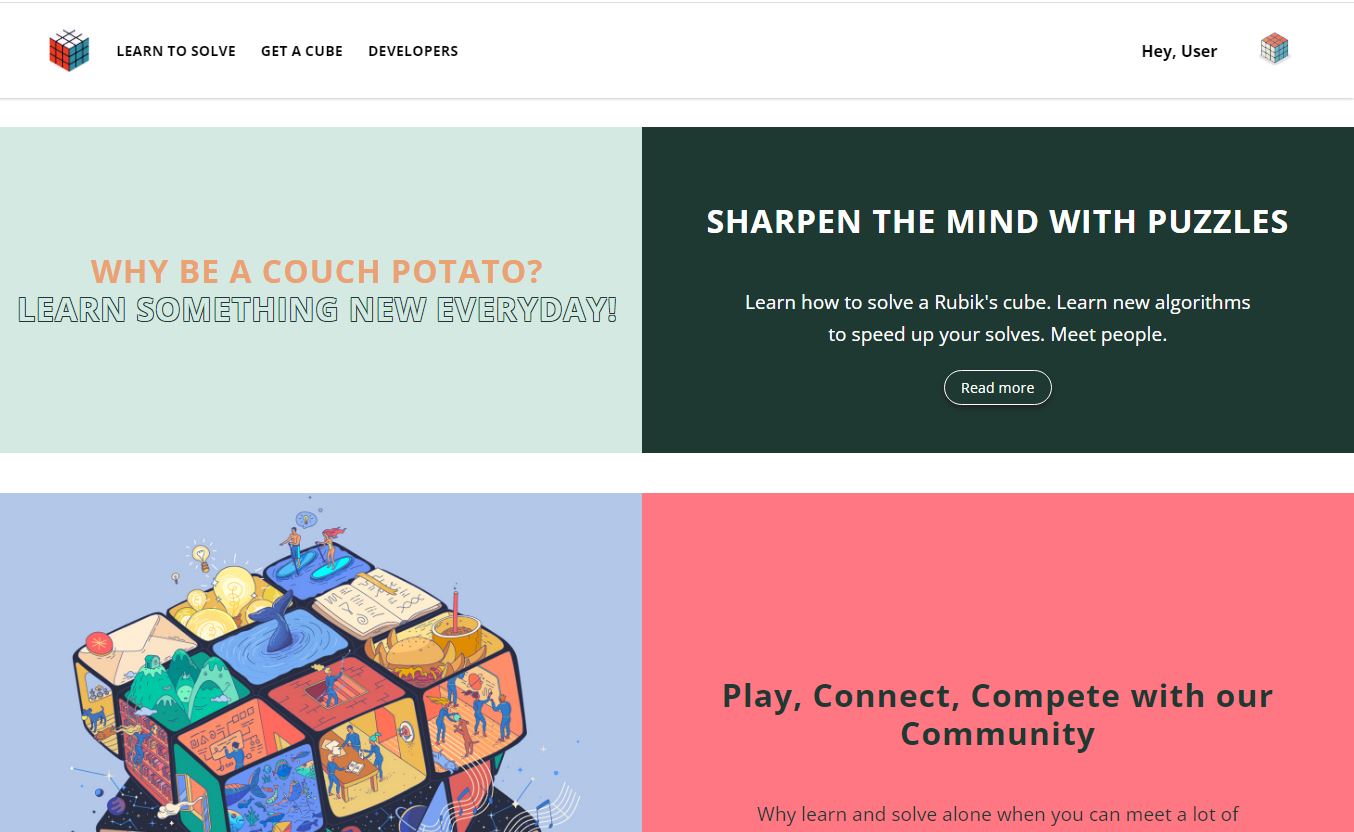 LEARN TO SOLVE GET A CUBE DEVELOPERS Hey, User
WHY BE A COUCH POTATO?
LEARN SOMETHING NEW EVERYDAY!
SHARPEN THE MIND WITH PUZZLES
Learn how to solve a Rubik's cube. Learn new algorithms
to speed up your solves. Meet people.
Read more
Play, Connect, Compete with our
Community
Why learn and solve alone when you can meet a lot of